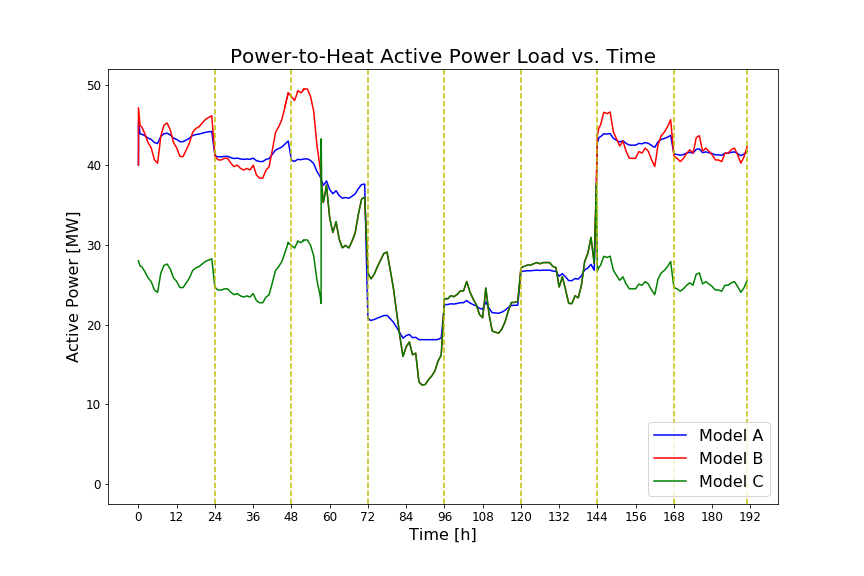 Power-to-Heat Active Power Load vs. Time
Active Power [MW]
50
40
30
20
10
0
0 12 24 36 48 60 72 84 96 108 120 132 144 156 168 180 192
Time [h]
Model A
Model B
Model C